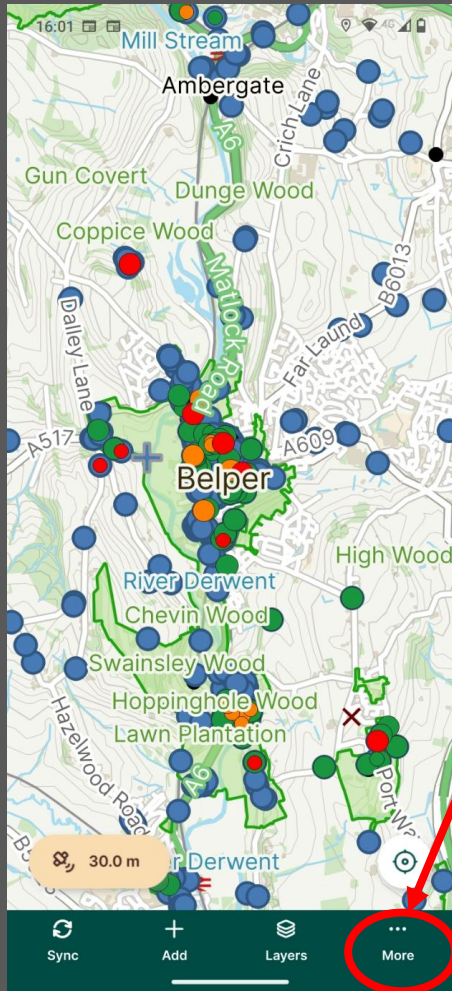 16:01
4G
Mill Stream
Ambergate
Crich Lane
A6
Gun Covert
Dunge Wood
Coppice Wood
B6013
Matlock Road
Dalley Lane
Far Laund
A517
A609
Belper
High Wood
River Derwent
Chevin Wood
Swainsley Wood
Hoppinghole Wood
Lawn Plantation
Hazelwood Road
A6
Port
30.0 m
Derwent
Sync
Add
Layers
More